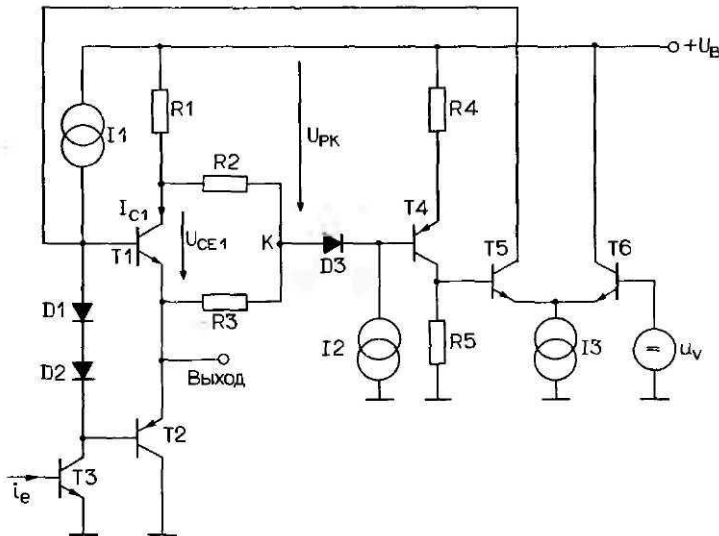 +U_B
I1
R1
U_PK
R4
R2
I_C1
T4
U_CE1
K
T5
T6
T1
D3
D1
R3
I2
R5
I3
= u_v
D2
Выход
T2
i_e
T3